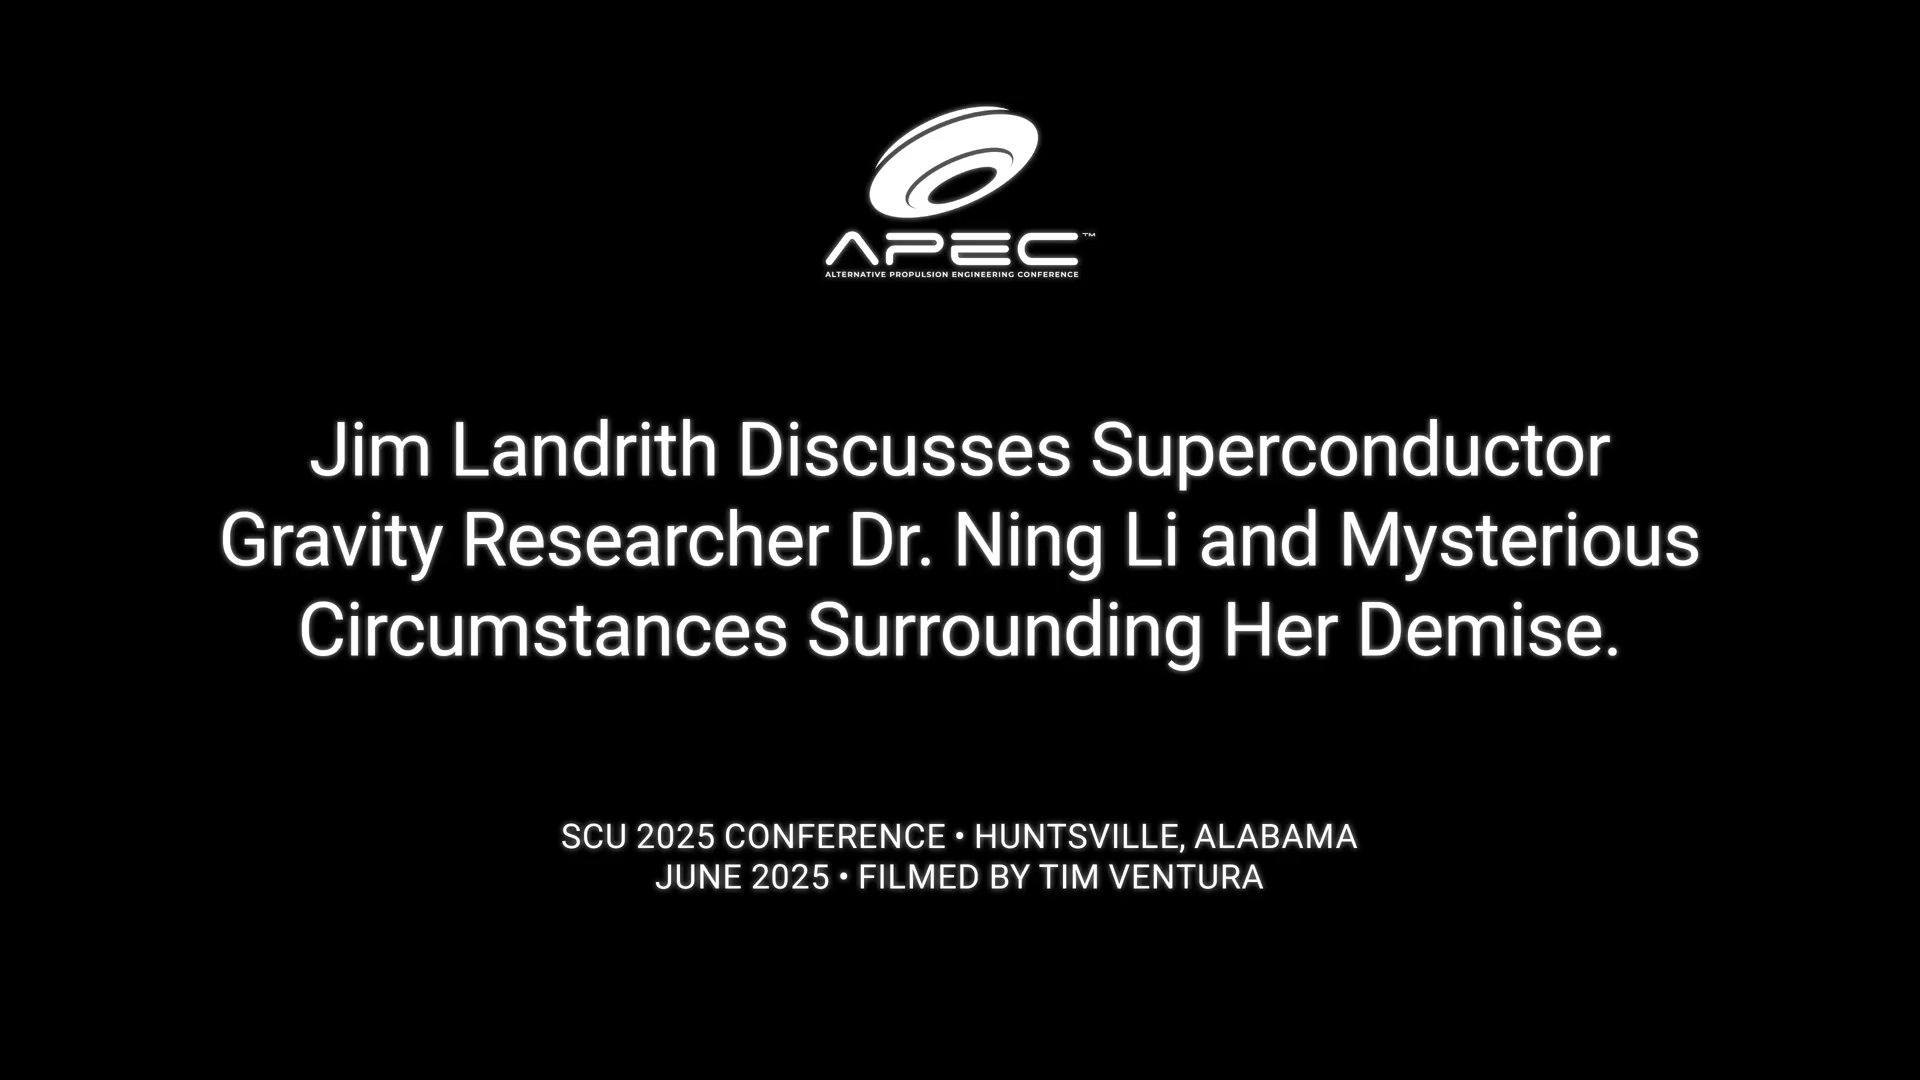 APEC™
ALTERNATIVE PROPULSION ENGINEERING CONFERENCE
Jim Landrith Discusses Superconductor
Gravity Researcher Dr. Ning Li and Mysterious
Circumstances Surrounding Her Demise.
SCU 2025 CONFERENCE • HUNTSVILLE, ALABAMA
JUNE 2025 • FILMED BY TIM VENTURA